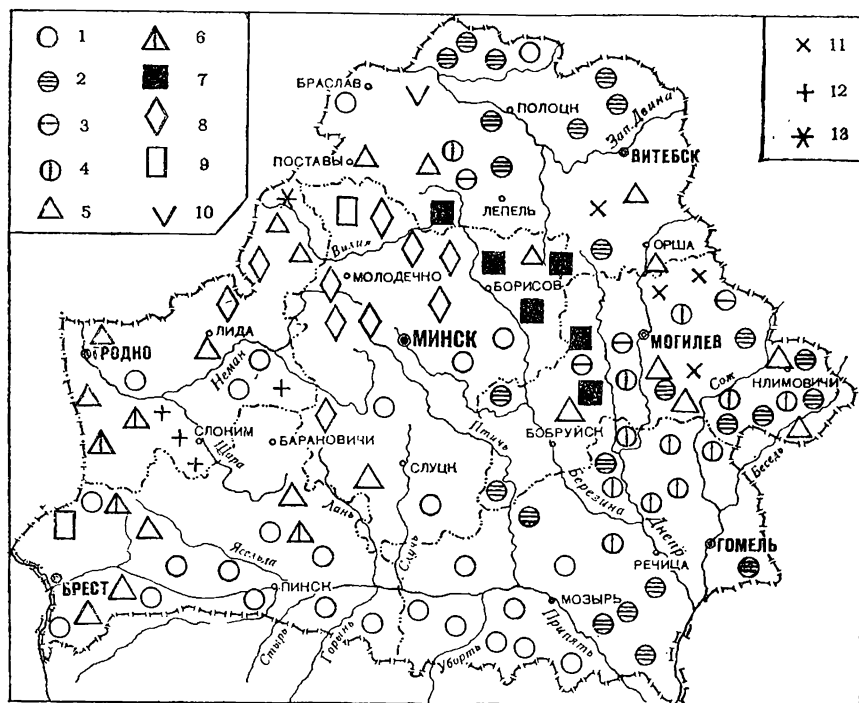 1 6
2 7
3 8
4 9
5 10
11
12
13
БРАСЛАВ
ПОЛОЦК
Зап. Двина
ВИТЕБСК
ПОСТАВЫ
ЛЕПЕЛЬ
ОРША
Вилия
МОЛОДЕЧНО
БОРИСОВ
ЛИДА
МИНСК
МОГИЛЕВ
РОДНО
Неман
Сож
НЛИМОВИЧИ
СЛОНИМ
БАРАНОВИЧИ
Щара
Птичь
БОБРУЙСК
СЛУЦК
Беседь
Лань
Березина
Днепр
Случь
ГОМЕЛЬ
Ясельда
РЕЧИЦА
БРЕСТ
ПИНСК
МОЗЫРЬ
Стырь
Горынь
Уборть
Припять